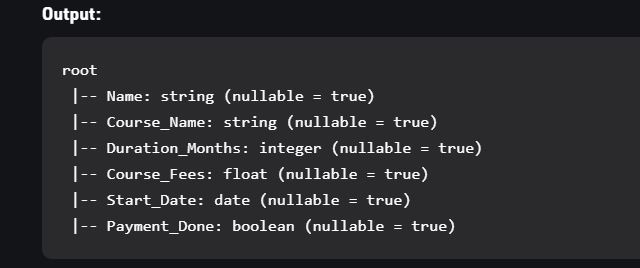 Output:
root
|-- Name: string (nullable = true)
|-- Course_Name: string (nullable = true)
|-- Duration_Months: integer (nullable = true)
|-- Course_Fees: float (nullable = true)
|-- Start_Date: date (nullable = true)
|-- Payment_Done: boolean (nullable = true)